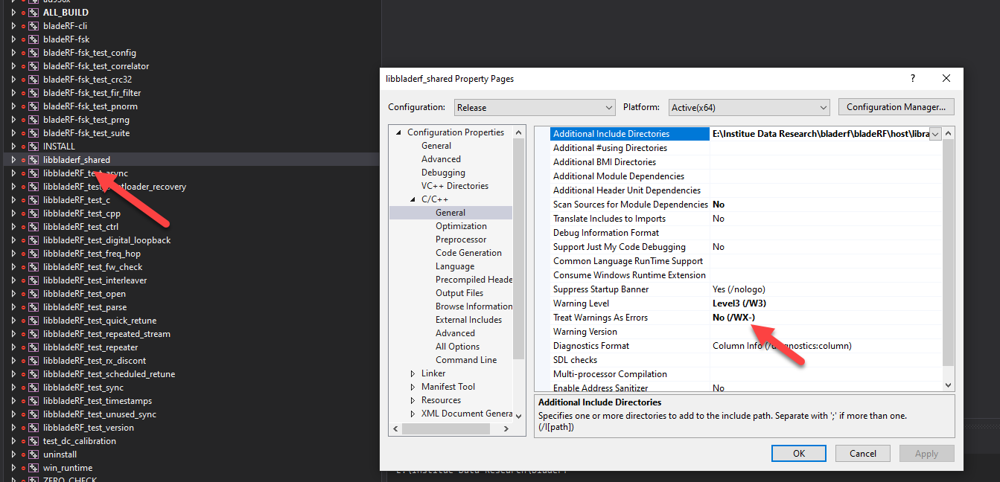 ad936x
ALL_BUILD
bladeRF-cli
bladeRF-fsk
bladeRF-fsk_test_config
bladeRF-fsk_test_correlator
bladeRF-fsk_test_crc32
bladeRF-fsk_test_fir_filter
bladeRF-fsk_test_pnorm
bladeRF-fsk_test_prng
bladeRF-fsk_test_suite
INSTALL
libbladerf_shared
libbladeRF_test_async
libbladeRF_test_bootloader_recovery
libbladeRF_test_c
libbladeRF_test_cpp
libbladeRF_test_ctrl
libbladeRF_test_digital_loopback
libbladeRF_test_freq_hop
libbladeRF_test_fw_check
libbladeRF_test_interleaver
libbladeRF_test_open
libbladeRF_test_parse
libbladeRF_test_quick_retune
libbladeRF_test_repeated_stream
libbladeRF_test_repeater
libbladeRF_test_rx_discont
libbladeRF_test_scheduled_retune
libbladeRF_test_sync
libbladeRF_test_timestamps
libbladeRF_test_unused_sync
libbladeRF_test_version
test_dc_calibration
uninstall
win_runtime
ZERO_CHECK
libbladerf_shared Property Pages
Configuration: Release Platform: Active(x64) Configuration Manager...
Configuration Properties
General
Advanced
Debugging
VC++ Directories
C/C++
General
Optimization
Preprocessor
Code Generation
Language
Precompiled Heade
Output Files
Browse Information
External Includes
Advanced
All Options
Command Line
Linker
Manifest Tool
Resources
XML Document Genera
Additional Include Directories E:\Institue Data Research\bladerf\bladeRF\host\libra
Additional #using Directories
Additional BMI Directories
Additional Module Dependencies
Additional Header Unit Dependencies
Scan Sources for Module Dependencies No
Translate Includes to Imports No
Debug Information Format
Support Just My Code Debugging No
Common Language RunTime Support
Consume Windows Runtime Extension
Suppress Startup Banner Yes (/nologo)
Warning Level Level3 (/W3)
Treat Warnings As Errors No (/WX-)
Warning Version
Diagnostics Format Column Info (/diagnostics:column)
SDL checks
Multi-processor Compilation
Enable Address Sanitizer No
Additional Include Directories
Specifies one or more directories to add to the include path. Separate with ';' if more than one.
(/I[path])
OK Cancel Apply
E:\Institue Data Research\bladerf